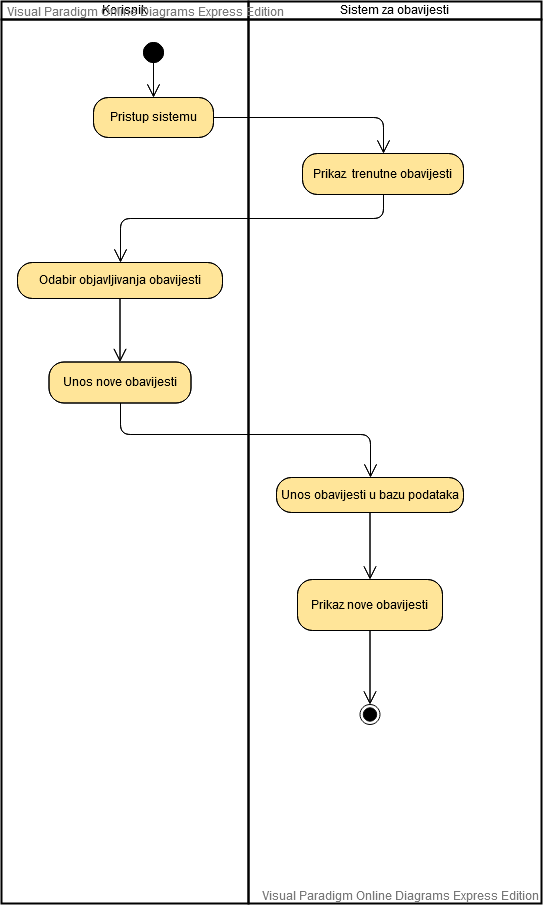 Visual Paradigm Online Diagrams Express Edition
Korisnik
Sistem za obavijesti
Pristup sistemu
Prikaz trenutne obavijesti
Odabir objavljivanja obavijesti
Unos nove obavijesti
Unos obavijesti u bazu podataka
Prikaz nove obavijesti
Visual Paradigm Online Diagrams Express Edition